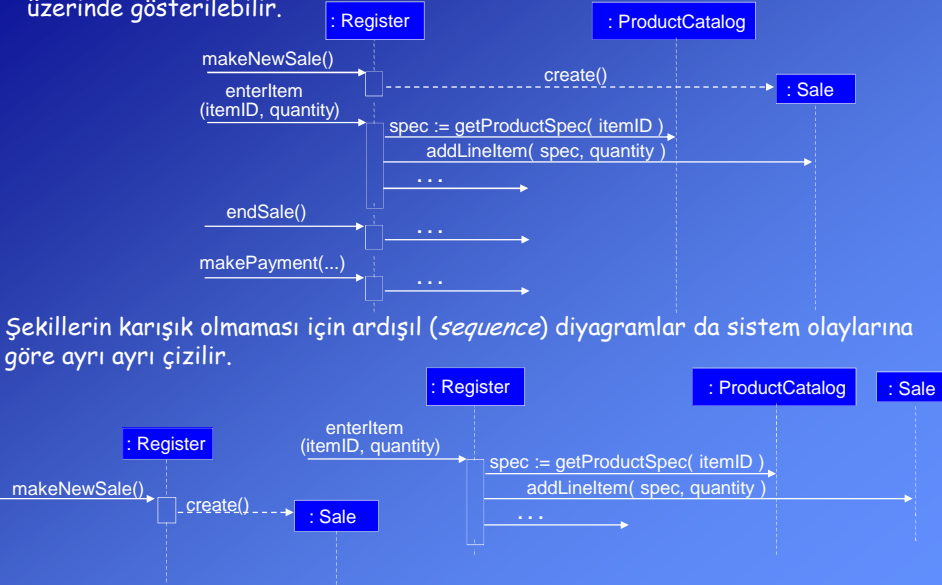 üzerinde gösterilebilir.
: Register
: ProductCatalog
makeNewSale()
create()
: Sale
enterItem
(itemID, quantity)
spec := getProductSpec( itemID )
addLineItem( spec, quantity )
. . .
endSale()
. . .
makePayment(...)
. . .
Şekillerin karışık olmaması için ardışıl (sequence) diyagramlar da sistem olaylarına
göre ayrı ayrı çizilir.
: Register
makeNewSale()
create()
: Sale
: Register
: ProductCatalog
: Sale
enterItem
(itemID, quantity)
spec := getProductSpec( itemID )
addLineItem( spec, quantity )
. . .